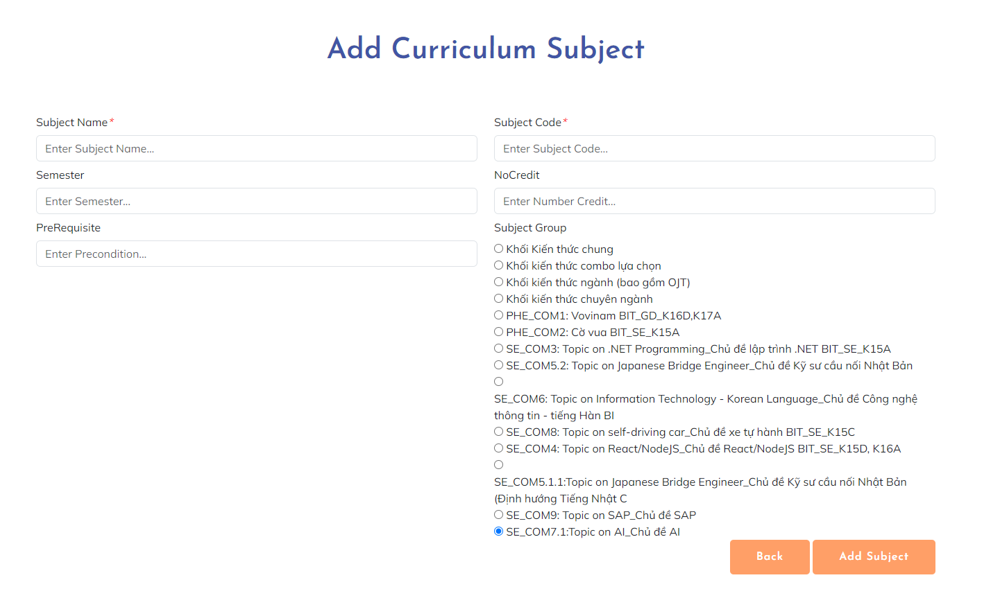 Add Curriculum Subject
Subject Name*
Subject Code*
Enter Subject Name...
Enter Subject Code...
Semester
NoCredit
Enter Semester...
Enter Number Credit...
PreRequisite
Subject Group
Enter Precondition...
Khối Kiến thức chung
Khối kiến thức combo lựa chọn
Khối kiến thức ngành (bao gồm OJT)
Khối kiến thức chuyên ngành
PHE_COM1: Vovinam BIT_GD_K16D,K17A
PHE_COM2: Cờ vua BIT_SE_K15A
SE_COM3: Topic on .NET Programming_Chủ đề lập trình .NET BIT_SE_K15A
SE_COM5.2: Topic on Japanese Bridge Engineer_Chủ đề Kỹ sư cầu nối Nhật Bản
SE_COM6: Topic on Information Technology - Korean Language_Chủ đề Công nghệ
thông tin - tiếng Hàn BI
SE_COM8: Topic on self-driving car_Chủ đề xe tự hành BIT_SE_K15C
SE_COM4: Topic on React/NodeJS_Chủ đề React/NodeJS BIT_SE_K15D, K16A
SE_COM5.1.1:Topic on Japanese Bridge Engineer_Chủ đề Kỹ sư cầu nối Nhật Bản
(Định hướng Tiếng Nhật C
SE_COM9: Topic on SAP_Chủ đề SAP
SE_COM7.1:Topic on AI_Chủ đề AI
Back
Add Subject